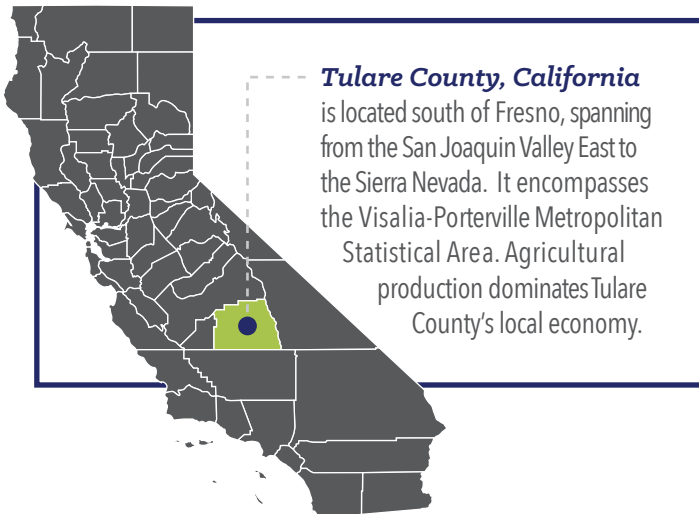 Tulare County, California
is located south of Fresno, spanning
from the San Joaquin Valley East to
the Sierra Nevada. It encompasses
the Visalia-Porterville Metropolitan
Statistical Area. Agricultural
production dominates Tulare
County's local economy.